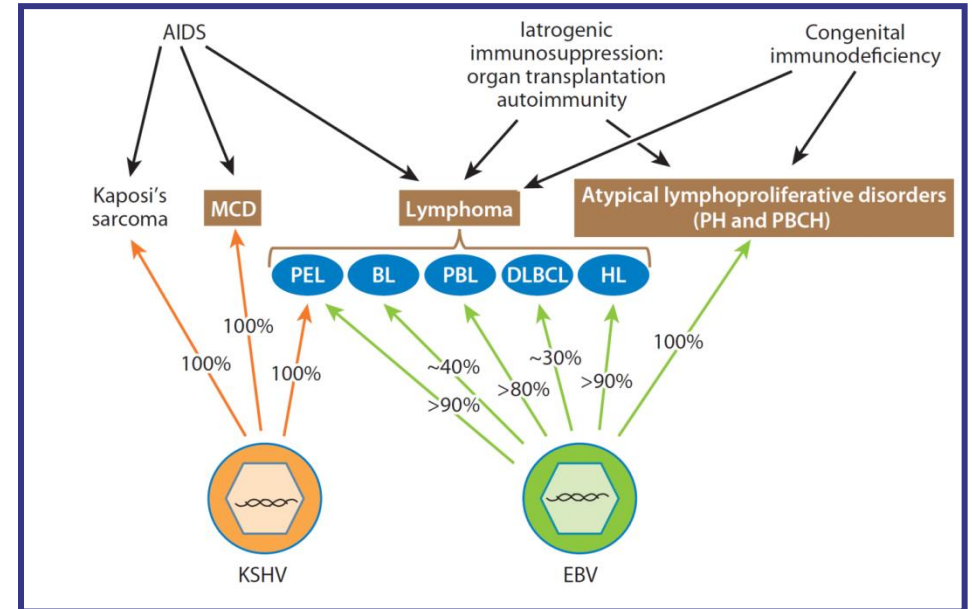 AIDS
Iatrogenic
immunosuppression:
organ transplantation
autoimmunity
Congenital
immunodeficiency
Kaposi's
sarcoma
MCD
Lymphoma
Atypical lymphoproliferative disorders
(PH and PBCH)
PEL
BL
PBL
DLBCL
HL
100%
100%
100%
~40%
>90%
>80%
~30%
>90%
100%
KSHV
EBV